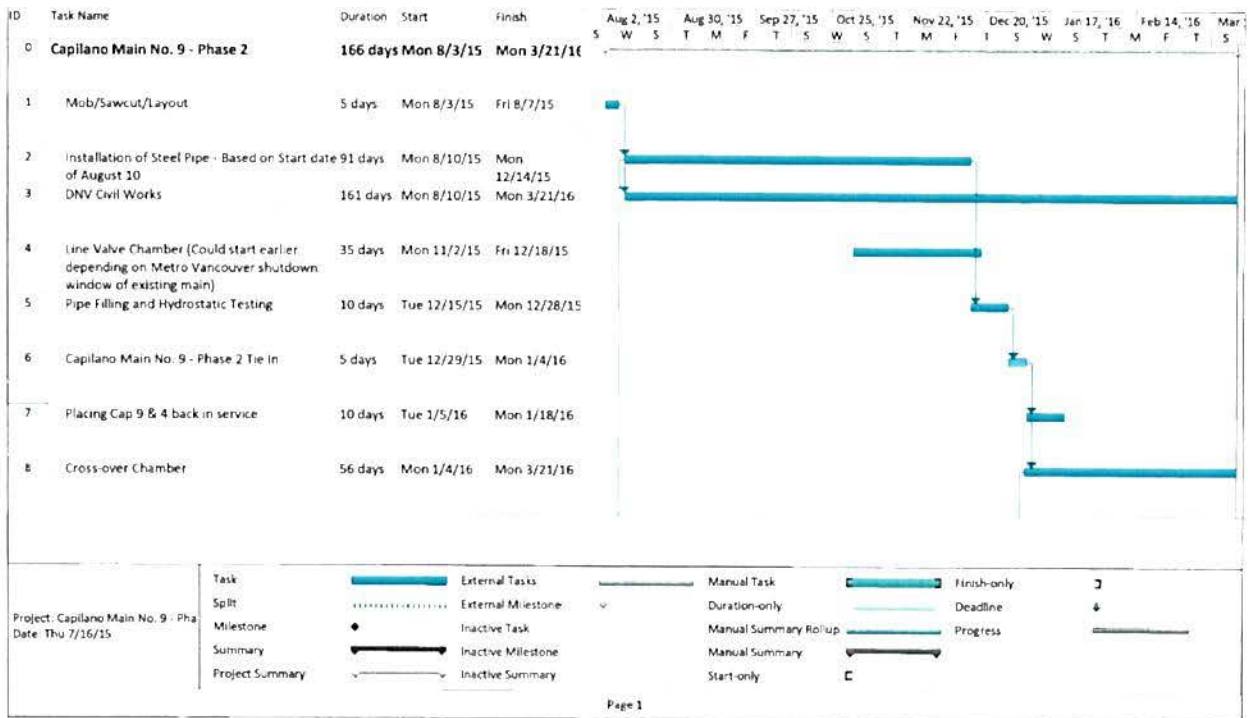 ID Task Name Duration Start Finish Aug 2, '15 Aug 30, '15 Sep 27, '15 Oct 25, '15 Nov 22, '15 Dec 20, '15 Jan 17, '16 Feb 14, '16 Mar
S W S T M F T S W S T M F T S W S T M F T S
0 Capilano Main No. 9 - Phase 2 166 days Mon 8/3/15 Mon 3/21/16
1 Mob/Sawcut/Layout 5 days Mon 8/3/15 Fri 8/7/15
2 Installation of Steel Pipe - Based on Start date 91 days Mon 8/10/15 Mon
of August 10 12/14/15
3 DNV Civil Works 161 days Mon 8/10/15 Mon 3/21/16
4 Line Valve Chamber (Could start earlier 35 days Mon 11/2/15 Fri 12/18/15
depending on Metro Vancouver shutdown
window of existing main)
5 Pipe Filling and Hydrostatic Testing 10 days Tue 12/15/15 Mon 12/28/15
6 Capilano Main No. 9 - Phase 2 Tie In 5 days Tue 12/29/15 Mon 1/4/16
7 Placing Cap 9 & 4 back in service 10 days Tue 1/5/16 Mon 1/18/16
8 Cross-over Chamber 56 days Mon 1/4/16 Mon 3/21/16
Project: Capilano Main No. 9 - Pha
Date: Thu 7/16/15
Task External Tasks Manual Task Finish-only
Split External Milestone Duration-only Deadline
Milestone Inactive Task Manual Summary Rollup Progress
Summary Inactive Milestone Manual Summary
Project Summary Inactive Summary Start-only
Page 1